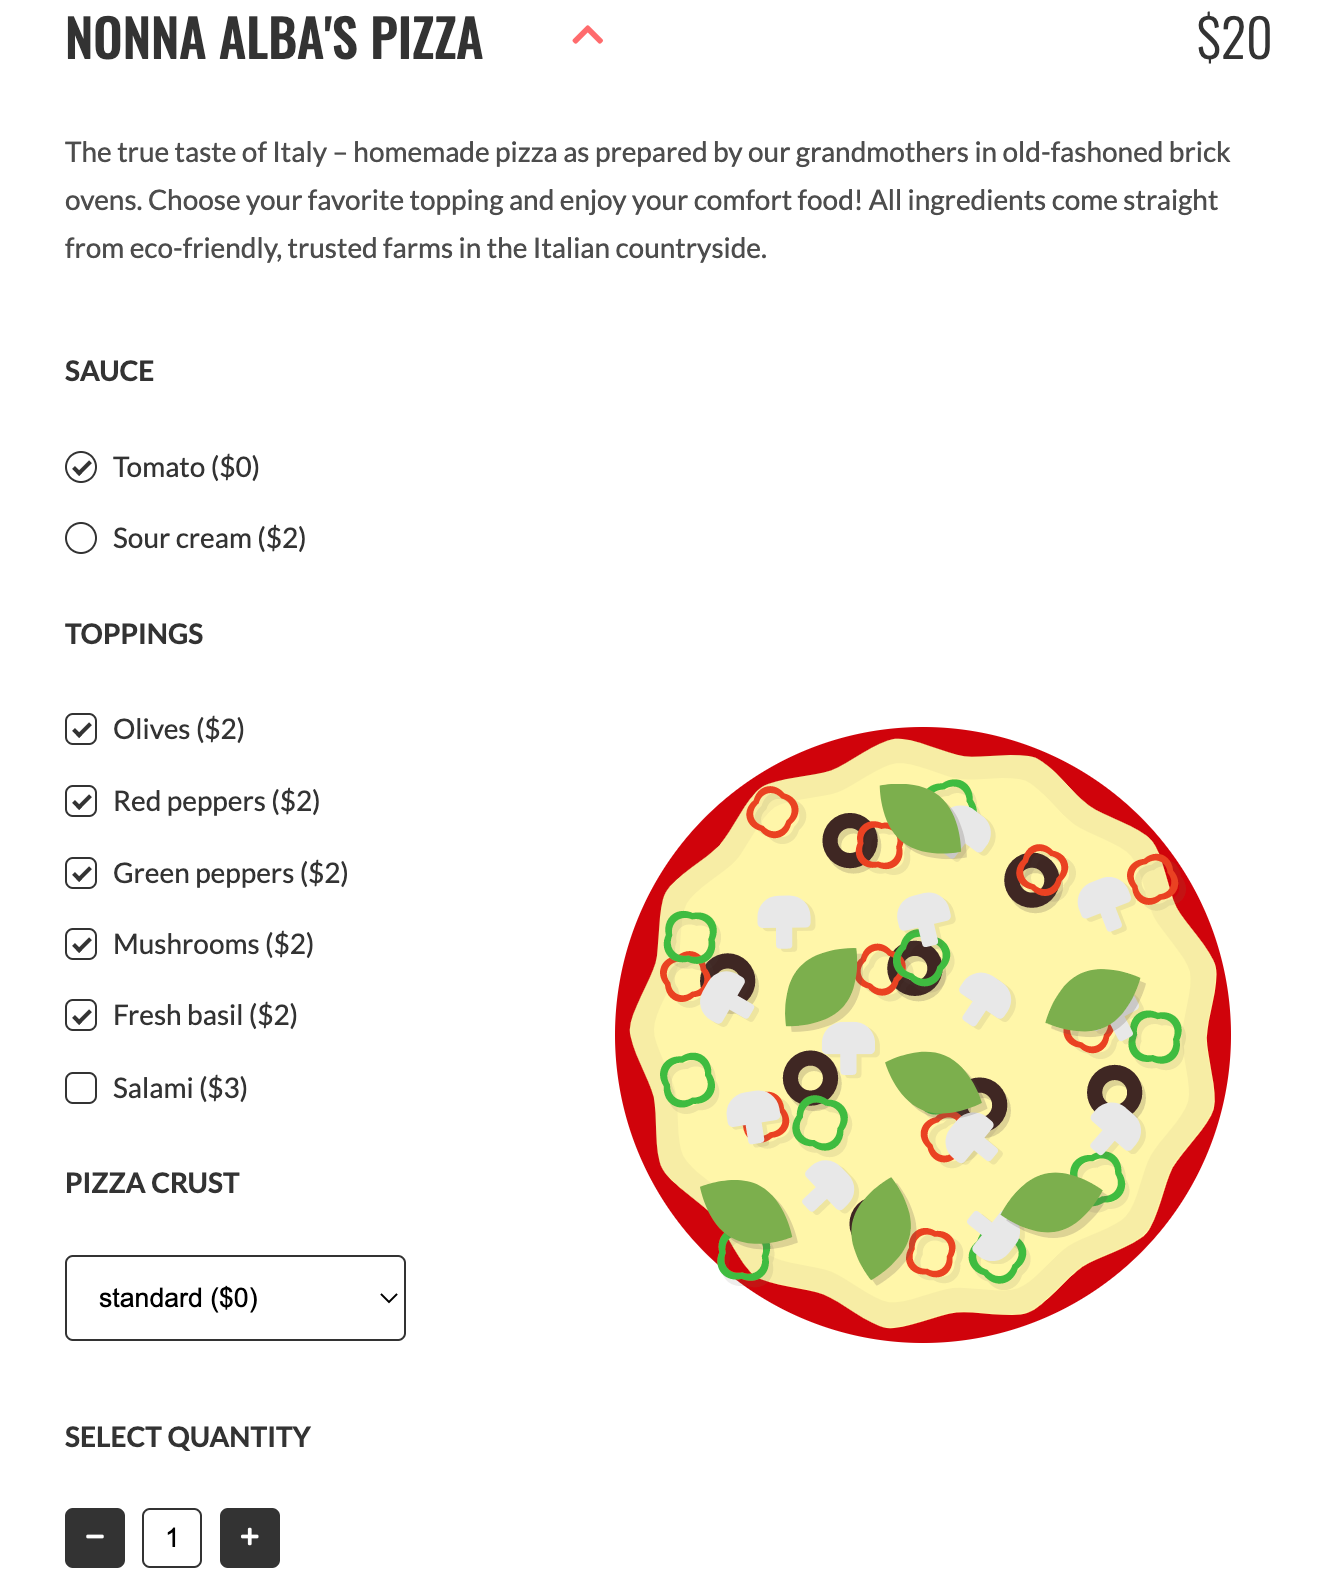 NONNA ALBA'S PIZZA $20
The true taste of Italy – homemade pizza as prepared by our grandmothers in old-fashoned brick
ovens. Choose your favorite topping and enjoy your comfort food! All ingredients come straight
from eco-friendly, trusted farms in the Italian countryside.
SAUCE
Tomato ($0)
Sour cream ($2)
TOPPINGS
Olives ($2)
Red peppers ($2)
Green peppers ($2)
Mushrooms ($2)
Fresh basil ($2)
Salami ($3)
PIZZA CRUST
standard ($0)
SELECT QUANTITY
− 1 +